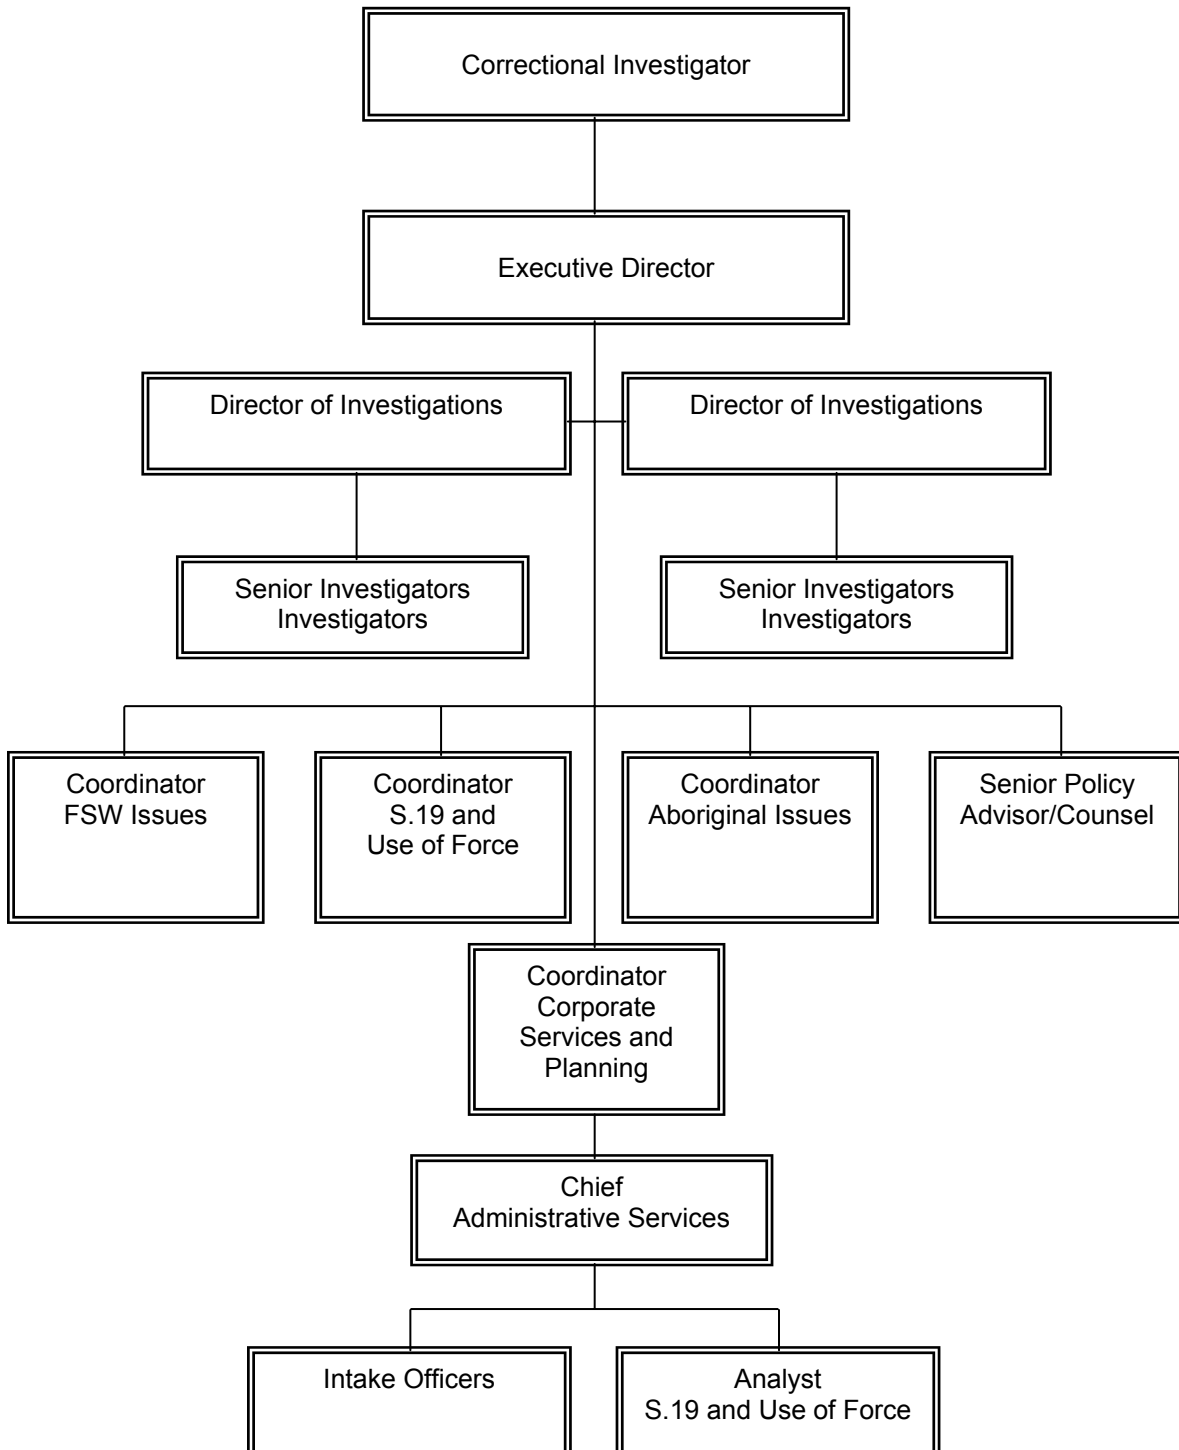 Correctional Investigator
Executive Director
Director of Investigations
Director of Investigations
Senior Investigators
Investigators
Senior Investigators
Investigators
Coordinator
FSW Issues
Coordinator
S.19 and
Use of Force
Coordinator
Aboriginal Issues
Senior Policy
Advisor/Counsel
Coordinator
Corporate
Services and
Planning
Chief
Administrative Services
Intake Officers
Analyst
S.19 and Use of Force